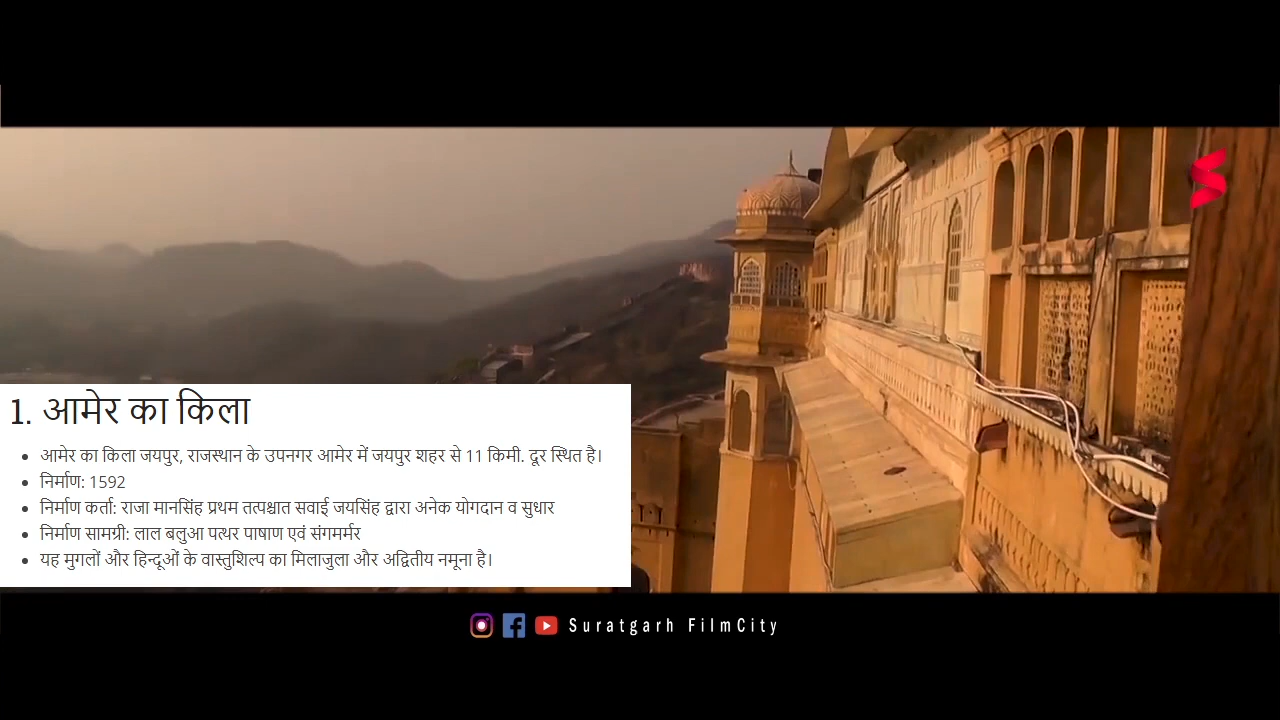 1. आमेर का किला
आमेर का किला जयपुर, राजस्थान के उपनगर आमेर में जयपुर शहर से 11 किमी. दूर स्थित है।
निर्माण: 1592
निर्माण कर्ता: राजा मानसिंह प्रथम तत्पश्चात सवाई जयसिंह द्वारा अनेक योगदान व सुधार
निर्माण सामग्री: लाल बलुआ पत्थर पाषाण एवं संगमर्मर
यह मुगलों और हिन्दूओं के वास्तुशिल्प का मिलाजुला और अद्वितीय नमूना है।
Suratgarh FilmCity